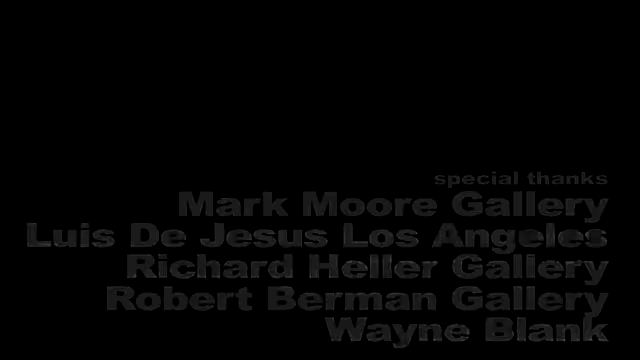 special thanks
Mark Moore Gallery
Luis De Jesus Los Angeles
Richard Heller Gallery
Robert Berman Gallery
Wayne Blank